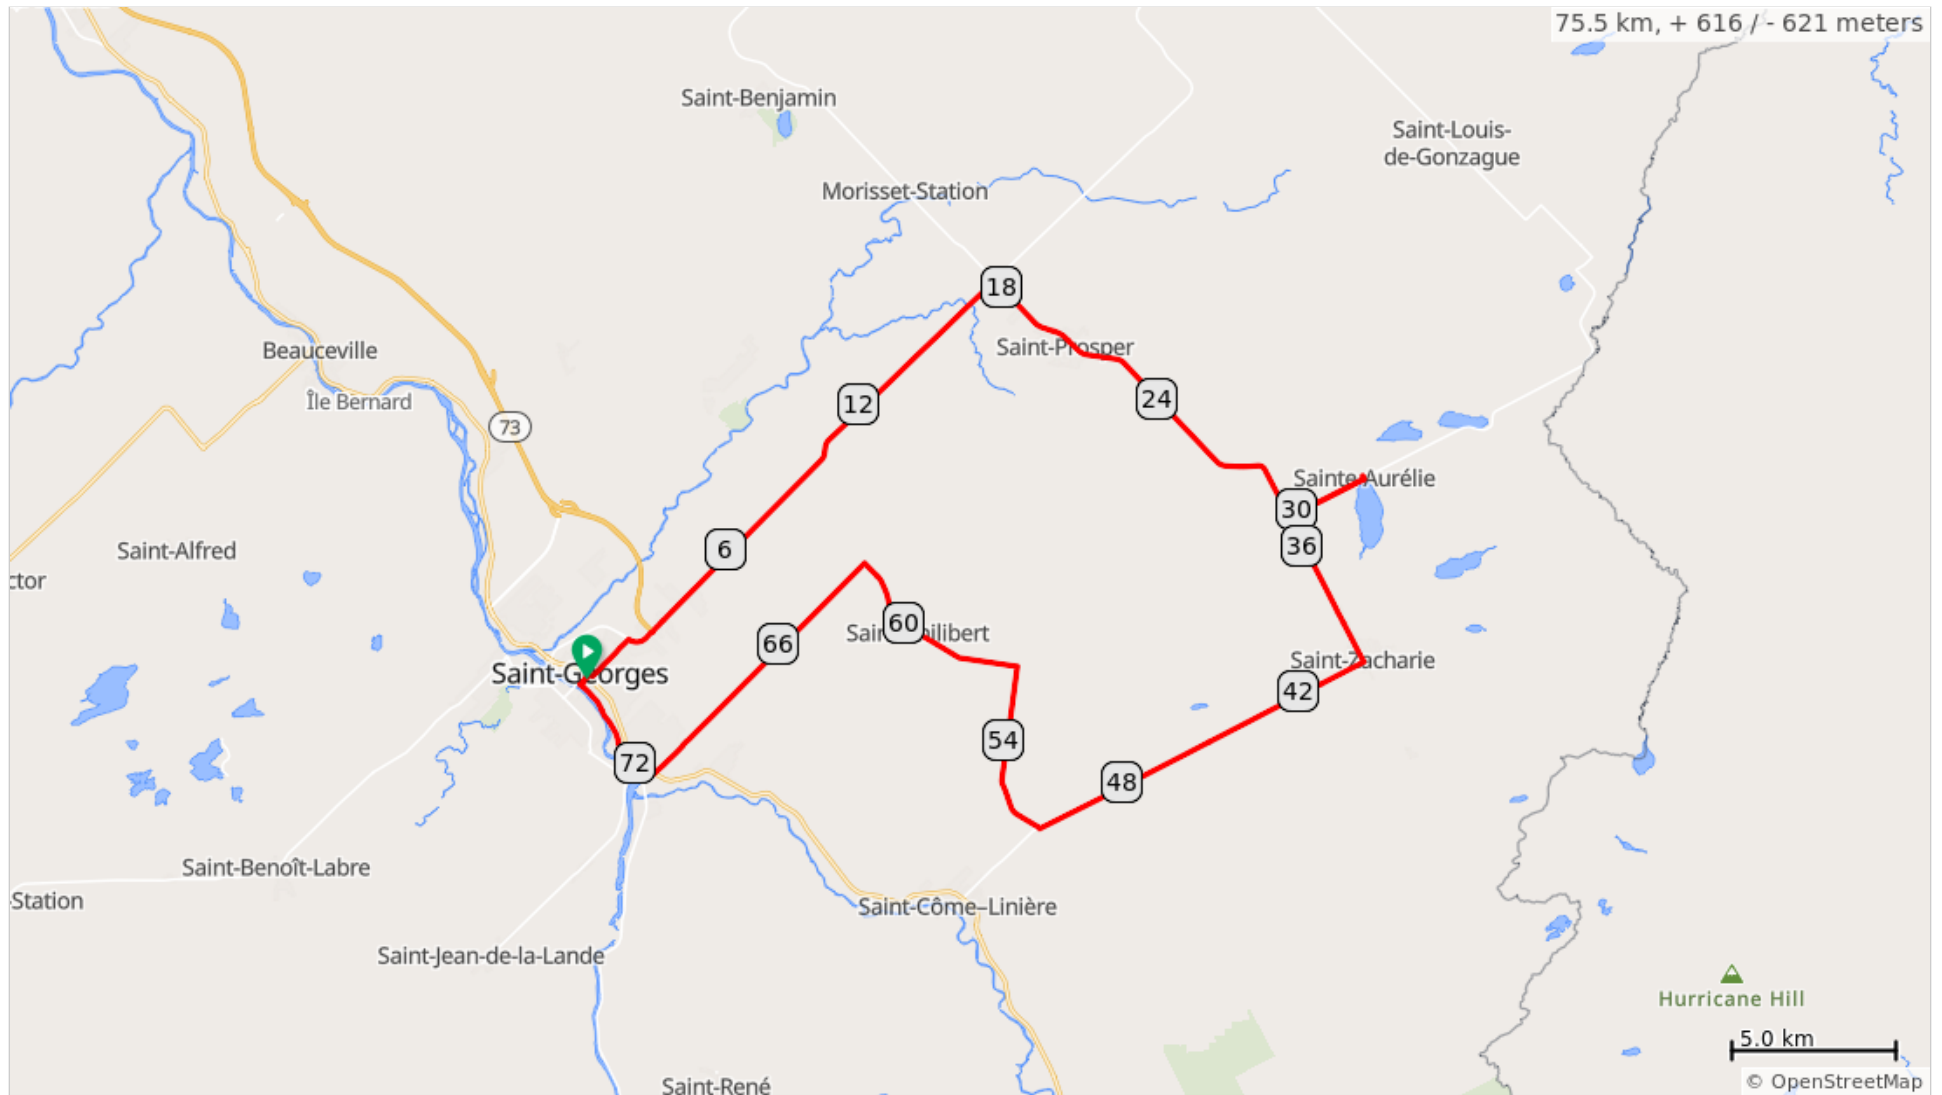 75.5 km, + 616 / - 621 meters
Saint-Benjamin
Saint-Louis-
de-Gonzague
Morisset-Station
18
Saint-Prosper
Beauceville
Île Bernard
12
24
73
Sainte-Aurélie
30
36
6
Saint-Alfred
ctor
60
Saint-Philibert
66
Saint-Georges
Saint-Zacharie
42
54
72
48
Saint-Benoît-Labre
-Station
Saint-Côme–Linière
Saint-Jean-de-la-Lande
Hurricane Hill
5.0 km
Saint-René
© OpenStreetMap